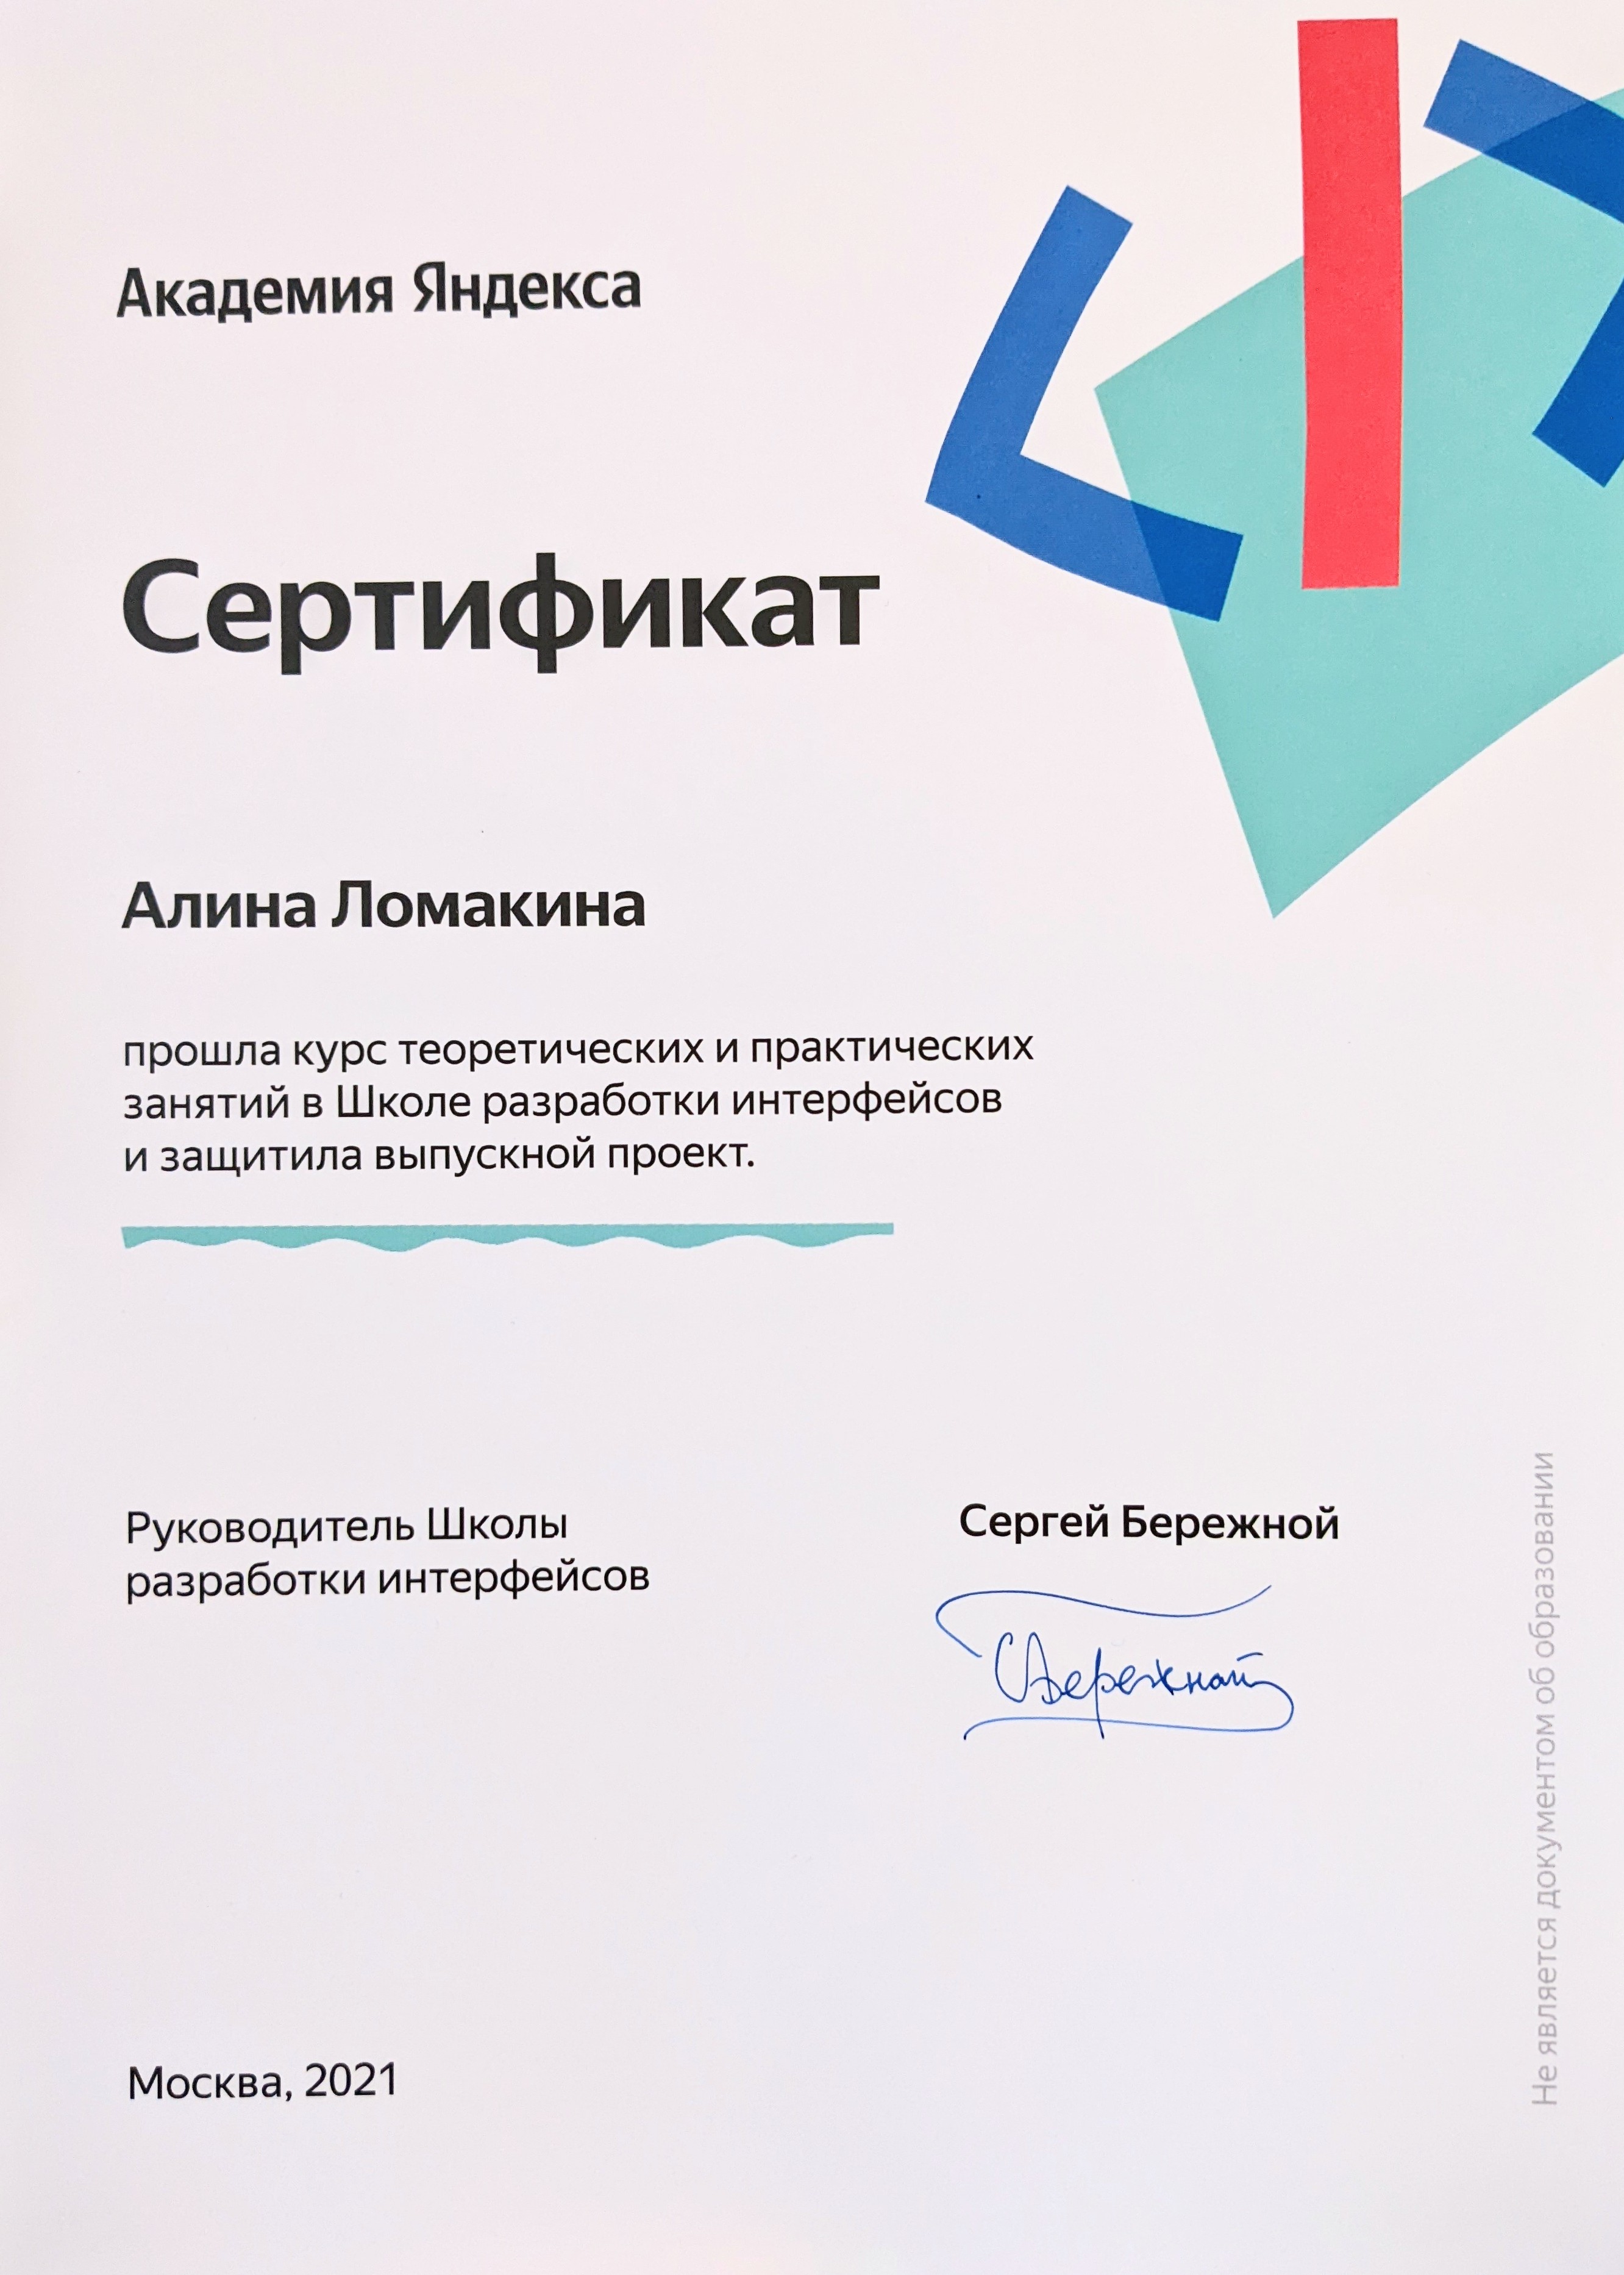 Академия Яндекса
Сертификат
Алина Ломакина
прошла курс теоретических и практических
занятий в Школе разработки интерфейсов
и защитила выпускной проект.
Руководитель Школы
разработки интерфейсов
Сергей Бережной
СБережной
Москва, 2021
Не является документом об образовании